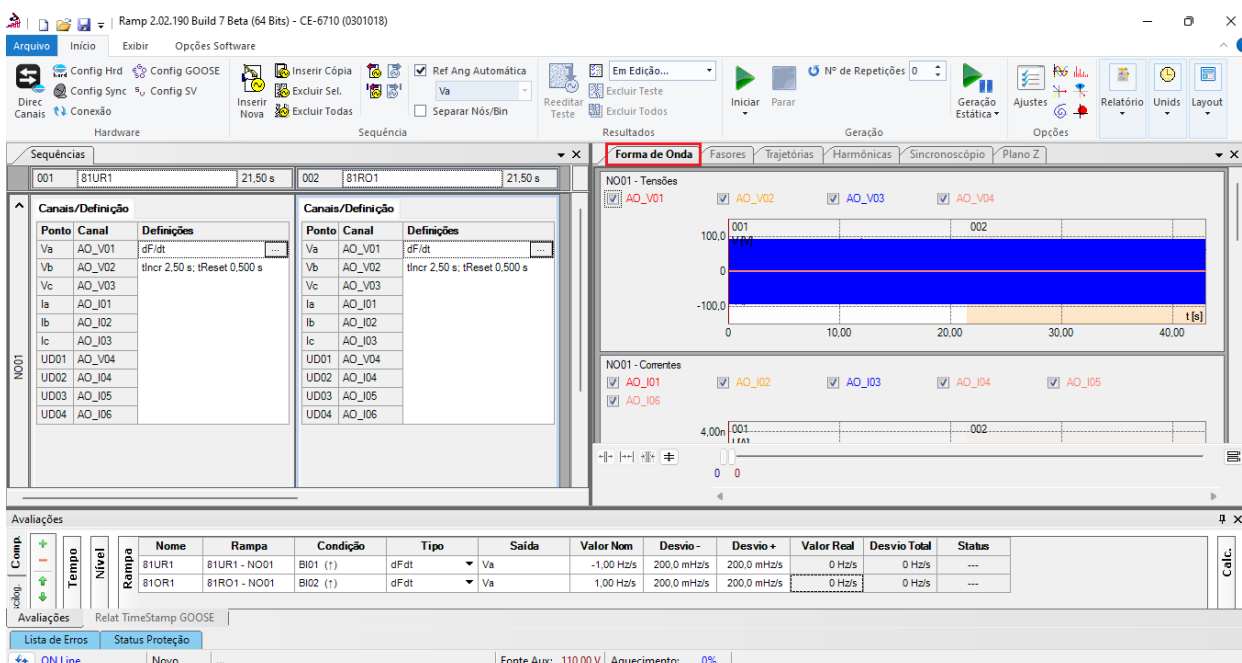 Ramp 2.02.190 Build 7 Beta (64 Bits) - CE-6710 (0301018)
Arquivo Início Exibir Opções Software
Direc Canais
Config Hrd Config GOOSE
Config Sync Config SV
Conexão
Hardware
Inserir Nova
Inserir Cópia
Excluir Sel.
Excluir Todas
Ref Ang Automática
Va
Separar Nós/Bin
Sequência
Reeditar Teste
Em Edição...
Excluir Teste
Excluir Todos
Resultados
Iniciar Parar
Nº de Repetições 0
Geração Estática
Geração
Ajustes
Opções
Relatório Unids Layout
Sequências
001 81UR1 21,50 s 002 81RO1 21,50 s
Canais/Definição Canais/Definição
Ponto Canal Definições Ponto Canal Definições
Va AO_V01 dF/dt ... Va AO_V01 dF/dt ...
Vb AO_V02 tIncr 2,50 s; tReset 0,500 s Vb AO_V02 tIncr 2,50 s; tReset 0,500 s
Vc AO_V03 Vc AO_V03
Ia AO_I01 Ia AO_I01
Ib AO_I02 Ib AO_I02
Ic AO_I03 Ic AO_I03
UD01 AO_V04 UD01 AO_V04
UD02 AO_I04 UD02 AO_I04
UD03 AO_I05 UD03 AO_I05
UD04 AO_I06 UD04 AO_I06
NO01
Forma de Onda Fasores Trajetórias Harmônicas Sincronoscópio Plano Z
NO01 - Tensões
AO_V01 AO_V02 AO_V03 AO_V04
001 002
100,0
0
-100,0
t [s]
0 10,00 20,00 30,00 40,00
NO01 - Correntes
AO_I01 AO_I02 AO_I03 AO_I04 AO_I05
AO_I06
4,00n 001 002
0 0
Avaliações
Comp. Tempo Nível Rampa Calc.
Nome Rampa Condição Tipo Saída Valor Nom Desvio - Desvio + Valor Real Desvio Total Status
81UR1 81UR1 - NO01 BI01 (↑) dFdt Va -1,00 Hz/s 200,0 mHz/s 200,0 mHz/s 0 Hz/s 0 Hz/s ---
81OR1 81RO1 - NO01 BI02 (↑) dFdt Va 1,00 Hz/s 200,0 mHz/s 200,0 mHz/s 0 Hz/s 0 Hz/s ---
Avaliações Relat TimeStamp GOOSE
Lista de Erros Status Proteção
ON Line Novo ... Fonte Aux: 110,00 V Aquecimento: 0%